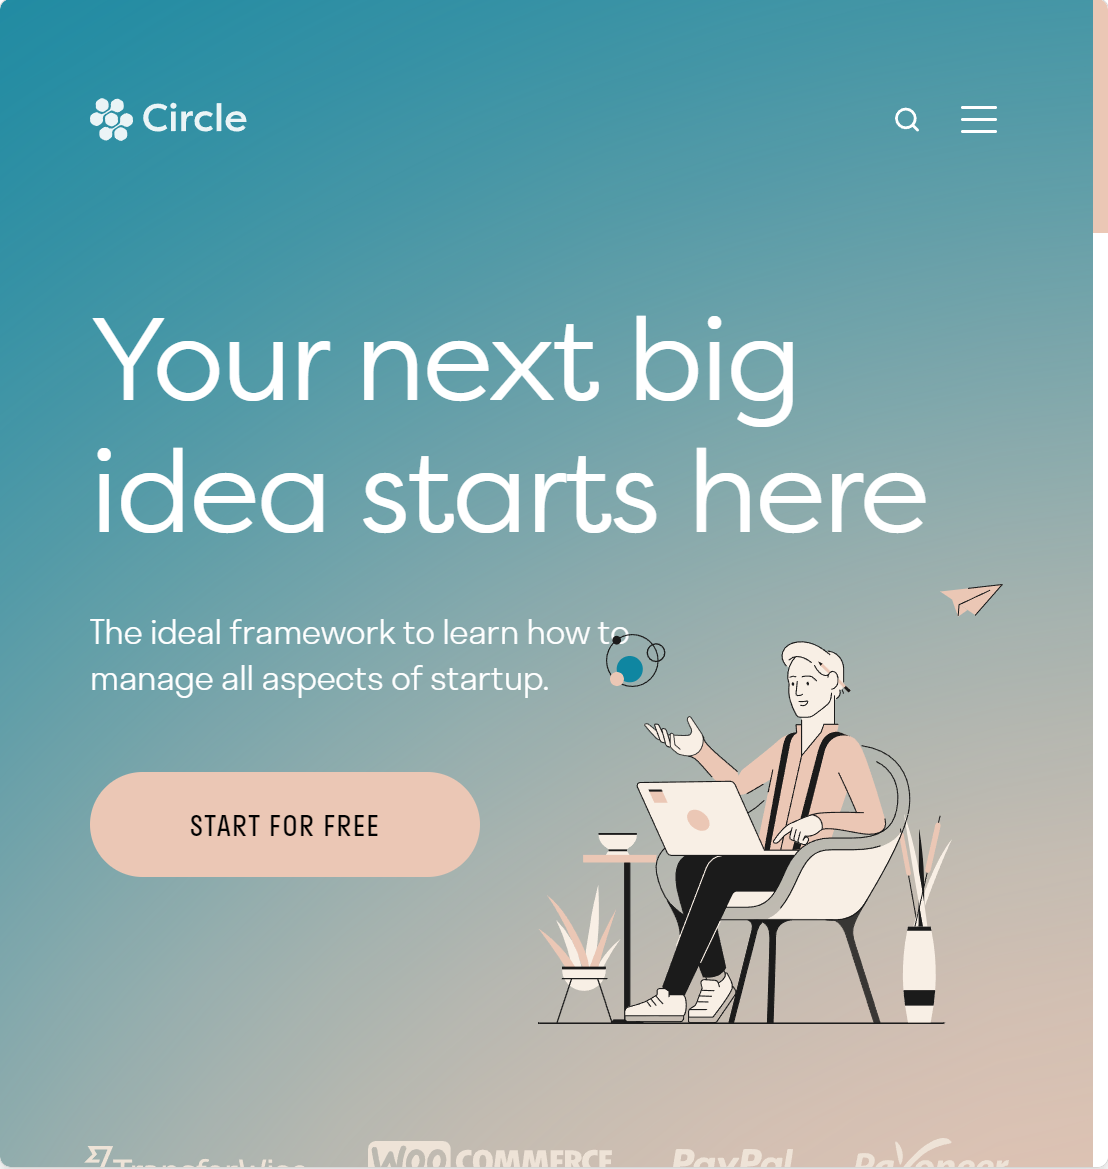 Circle
Your next big
idea starts here
The ideal framework to learn how to
manage all aspects of startup.
START FOR FREE
TransferWise
WOO COMMERCE
PayPal
Payoneer